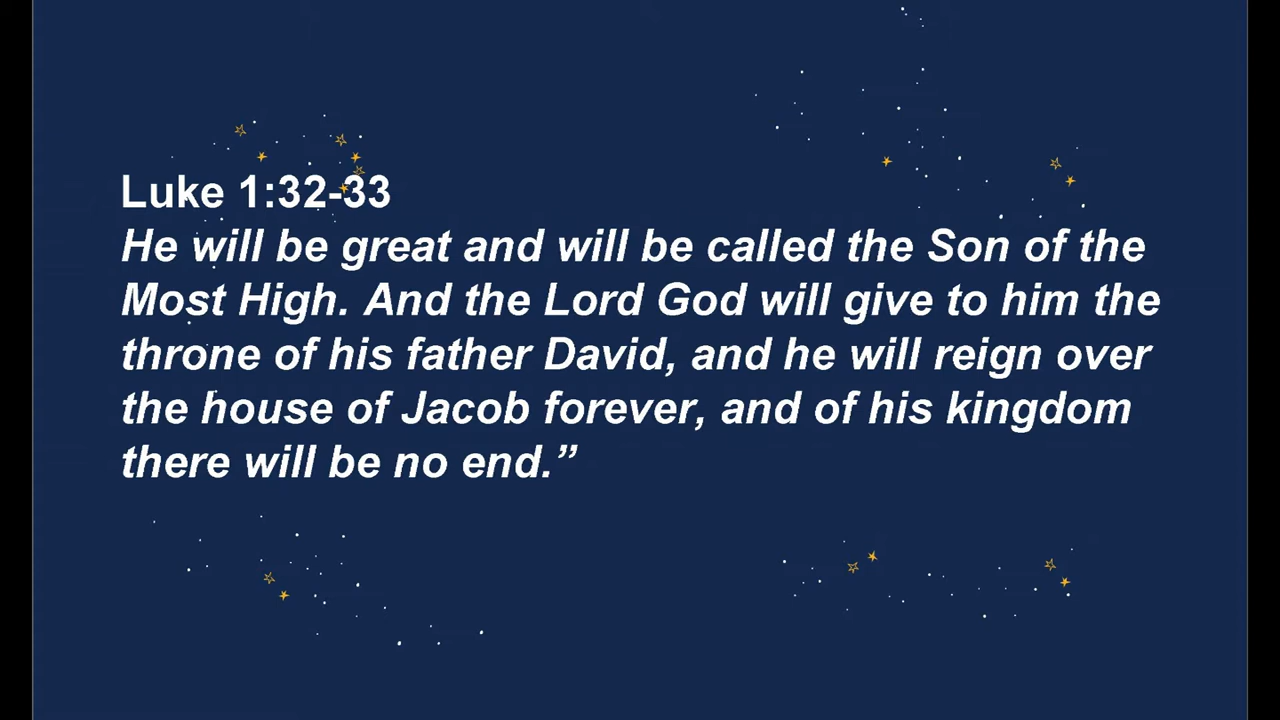 Luke 1:32-33
He will be great and will be called the Son of the
Most High. And the Lord God will give to him the
throne of his father David, and he will reign over
the house of Jacob forever, and of his kingdom
there will be no end.”